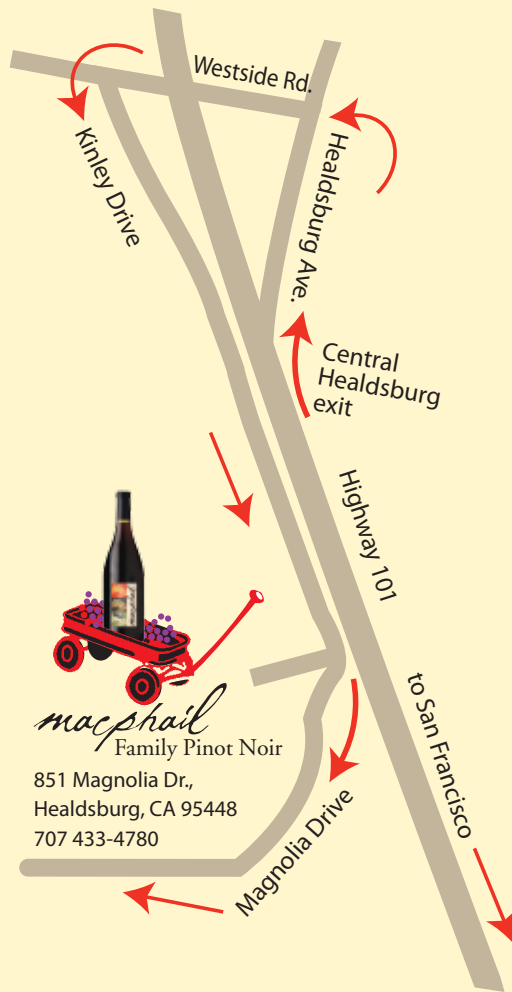 Westside Rd.
Kinley Drive
Healdsburg Ave.
Central
Healdsburg
exit
Highway 101
to San Francisco
macphail
Family Pinot Noir
851 Magnolia Dr.,
Healdsburg, CA 95448
707 433-4780
Magnolia Drive